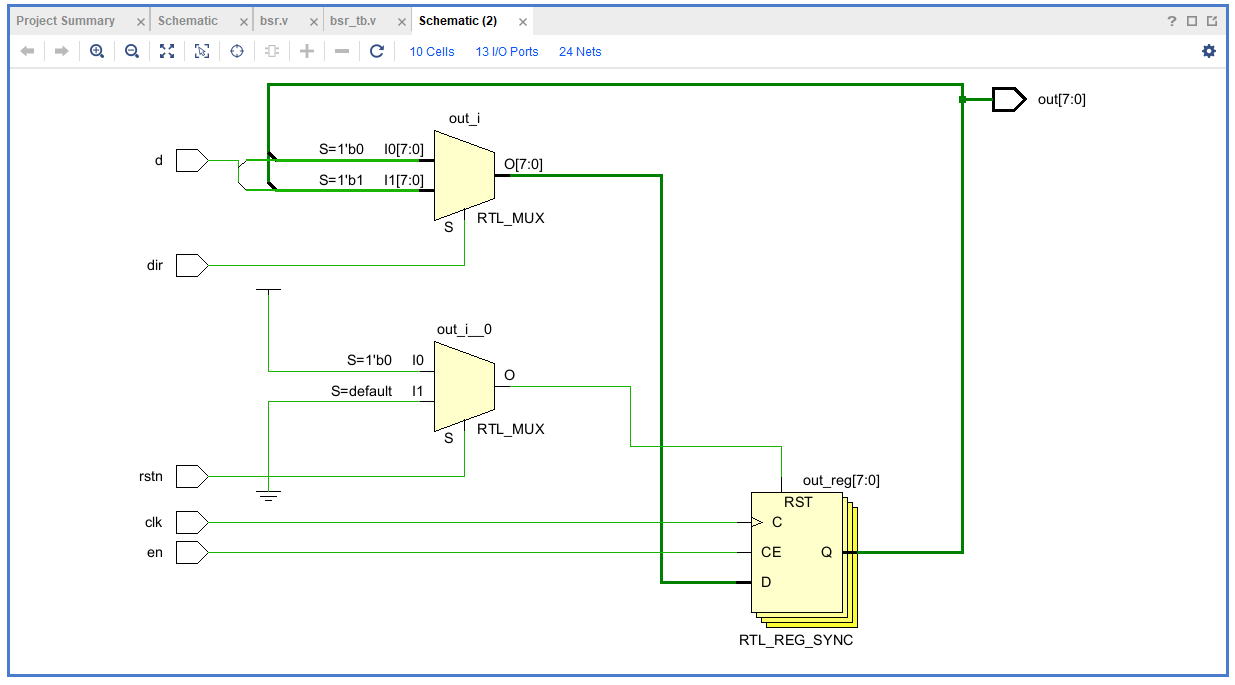 Project Summary × Schematic × bsr.v × bsr_tb.v × Schematic (2) × ?
10 Cells 13 I/O Ports 24 Nets
out[7:0]
out_i
d
S=1'b0 I0[7:0]
O[7:0]
S=1'b1 I1[7:0]
RTL_MUX
S
dir
out_i__0
S=1'b0 I0
O
S=default I1
RTL_MUX
S
rstn
out_reg[7:0]
RST
clk
C
en
CE Q
D
RTL_REG_SYNC